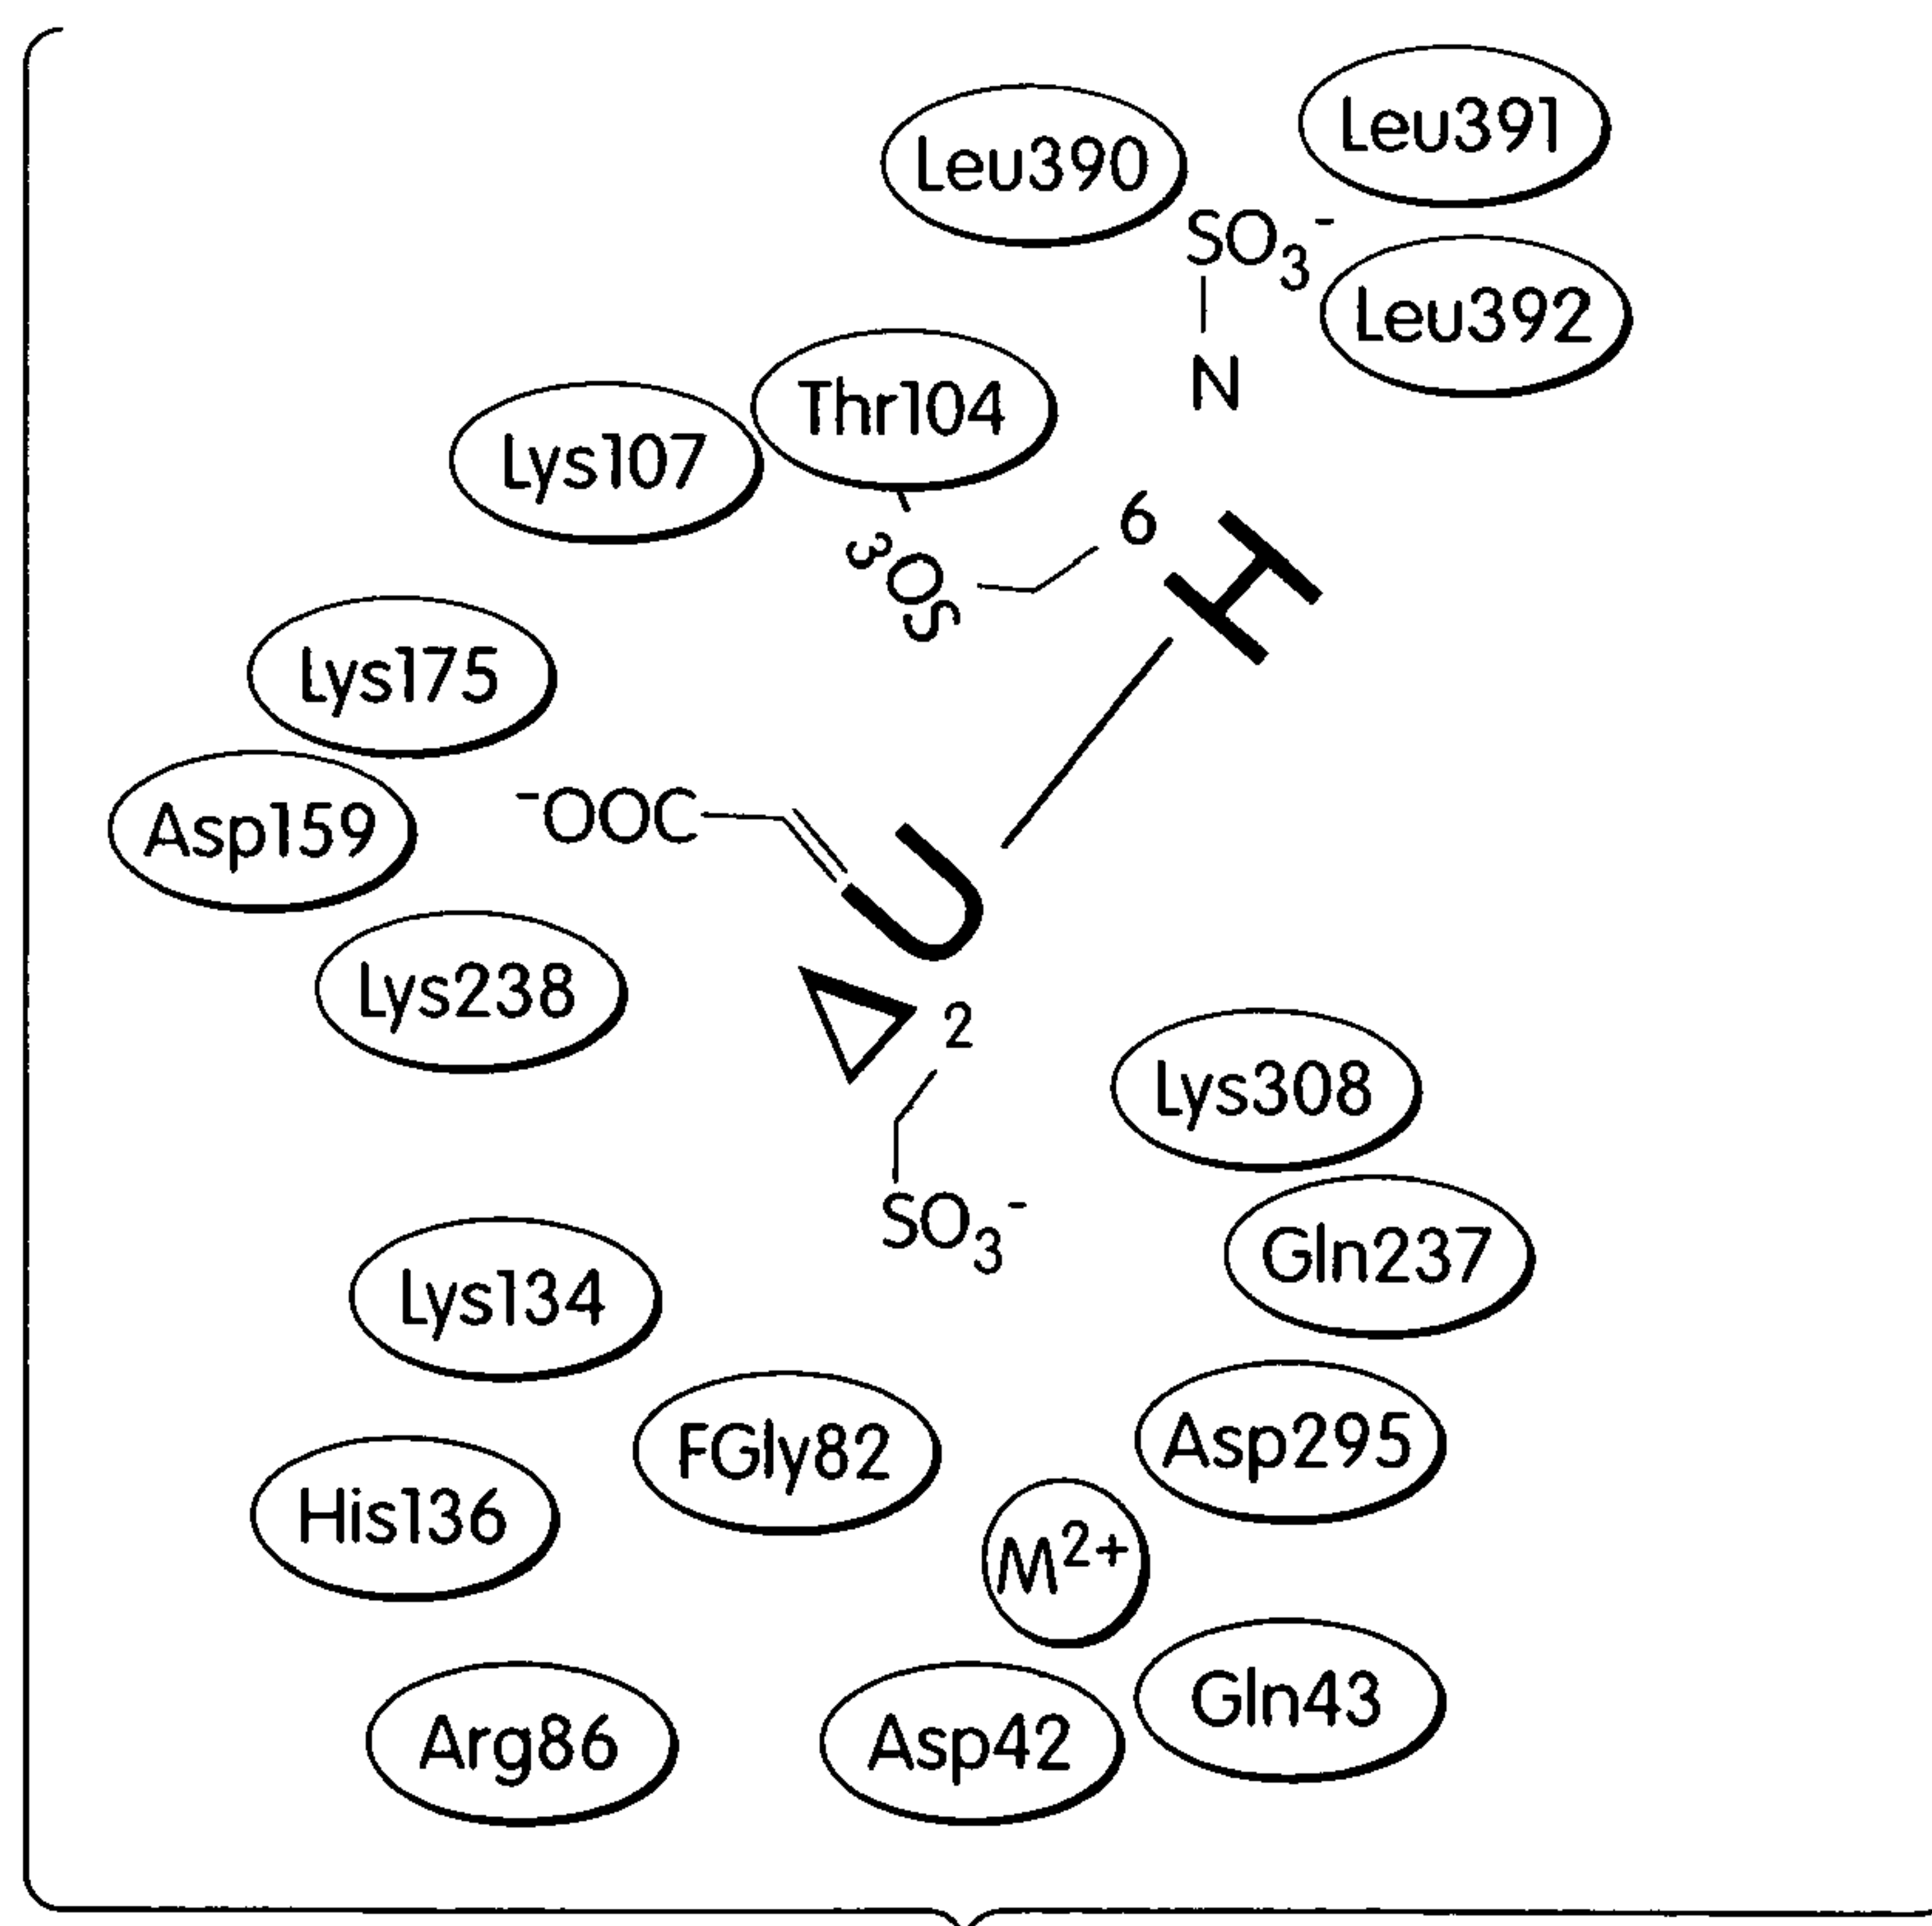 Leu391
Leu390
SO3-
Leu392
N
Thr104
Lys107
6
3OS
H
Lys175
-OOC
Asp159
U
Lys238
Δ
2
Lys308
SO3-
Gln237
Lys134
FGly82
Asp295
His136
M2+
Gln43
Arg86
Asp42